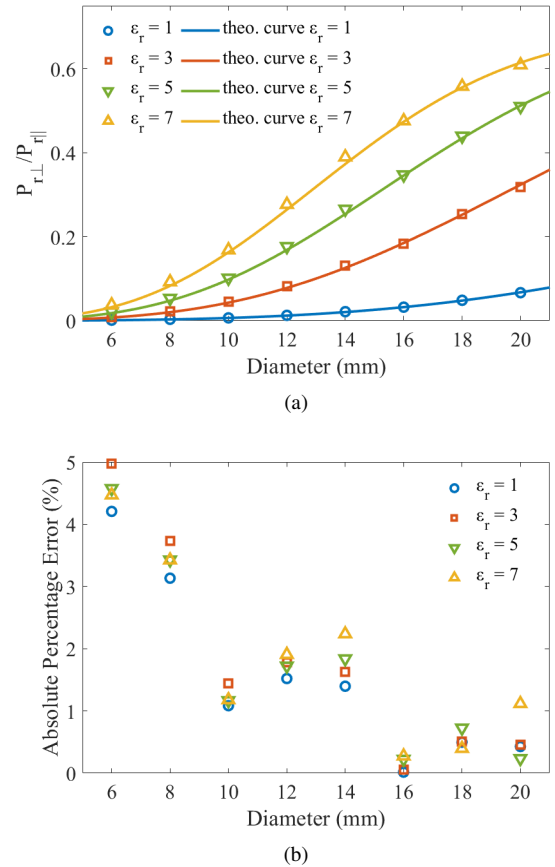 ε_r = 1 theo. curve ε_r = 1
ε_r = 3 theo. curve ε_r = 3
ε_r = 5 theo. curve ε_r = 5
ε_r = 7 theo. curve ε_r = 7
P_r⊥/P_r||
0.6
0.4
0.2
0
6 8 10 12 14 16 18 20
Diameter (mm)
(a)
Absolute Percentage Error (%)
5
4
3
2
1
0
ε_r = 1
ε_r = 3
ε_r = 5
ε_r = 7
6 8 10 12 14 16 18 20
Diameter (mm)
(b)